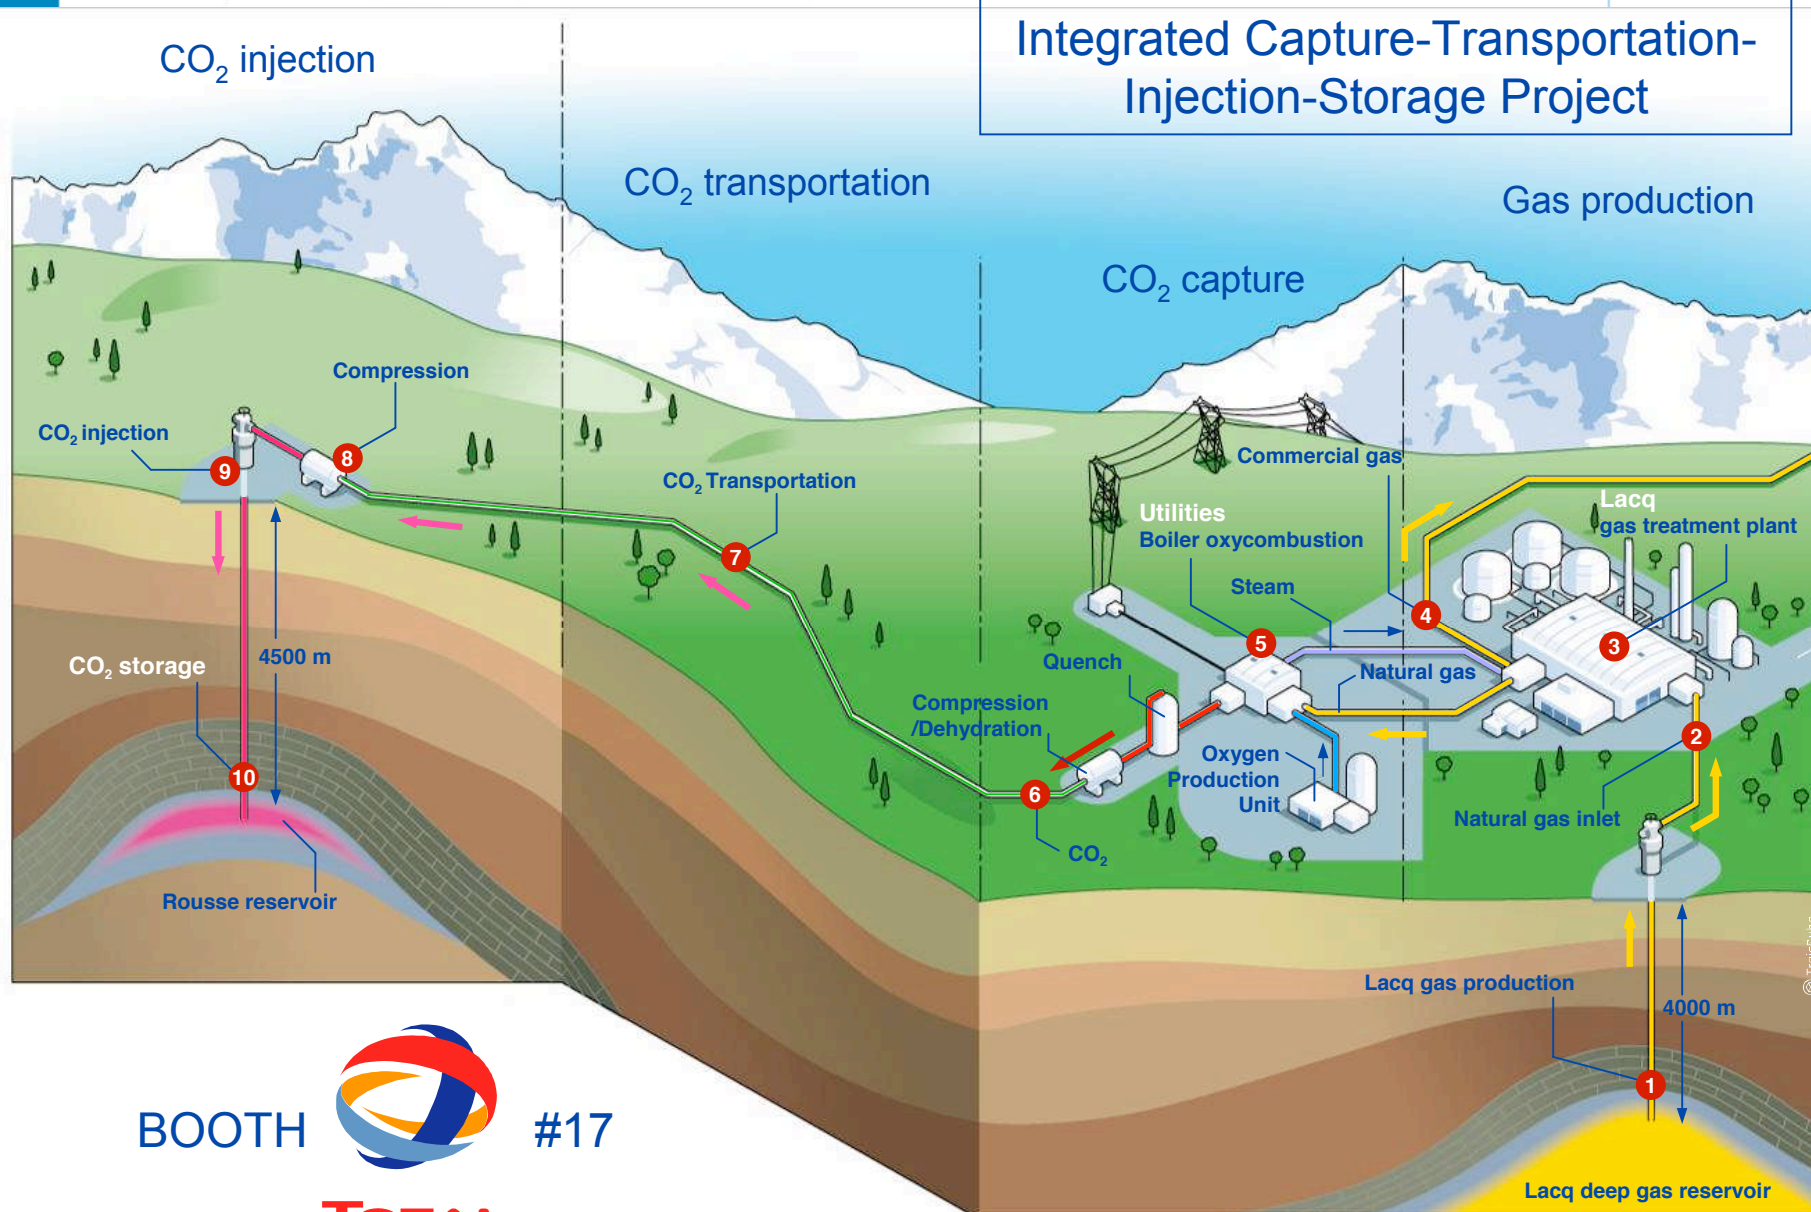 Integrated Capture-Transportation-
Injection-Storage Project
CO₂ injection
CO₂ transportation
Gas production
CO₂ capture
Compression
CO₂ injection
8
9
CO₂ Transportation
7
Commercial gas
Lacq
gas treatment plant
Utilities
Boiler oxycombustion
Steam
4
5
3
Natural gas
Quench
CO₂ storage
4500 m
Compression
/Dehydration
2
Oxygen
Production
Unit
10
6
Natural gas inlet
CO₂
Rousse reservoir
Lacq gas production
4000 m
1
BOOTH
#17
Lacq deep gas reservoir